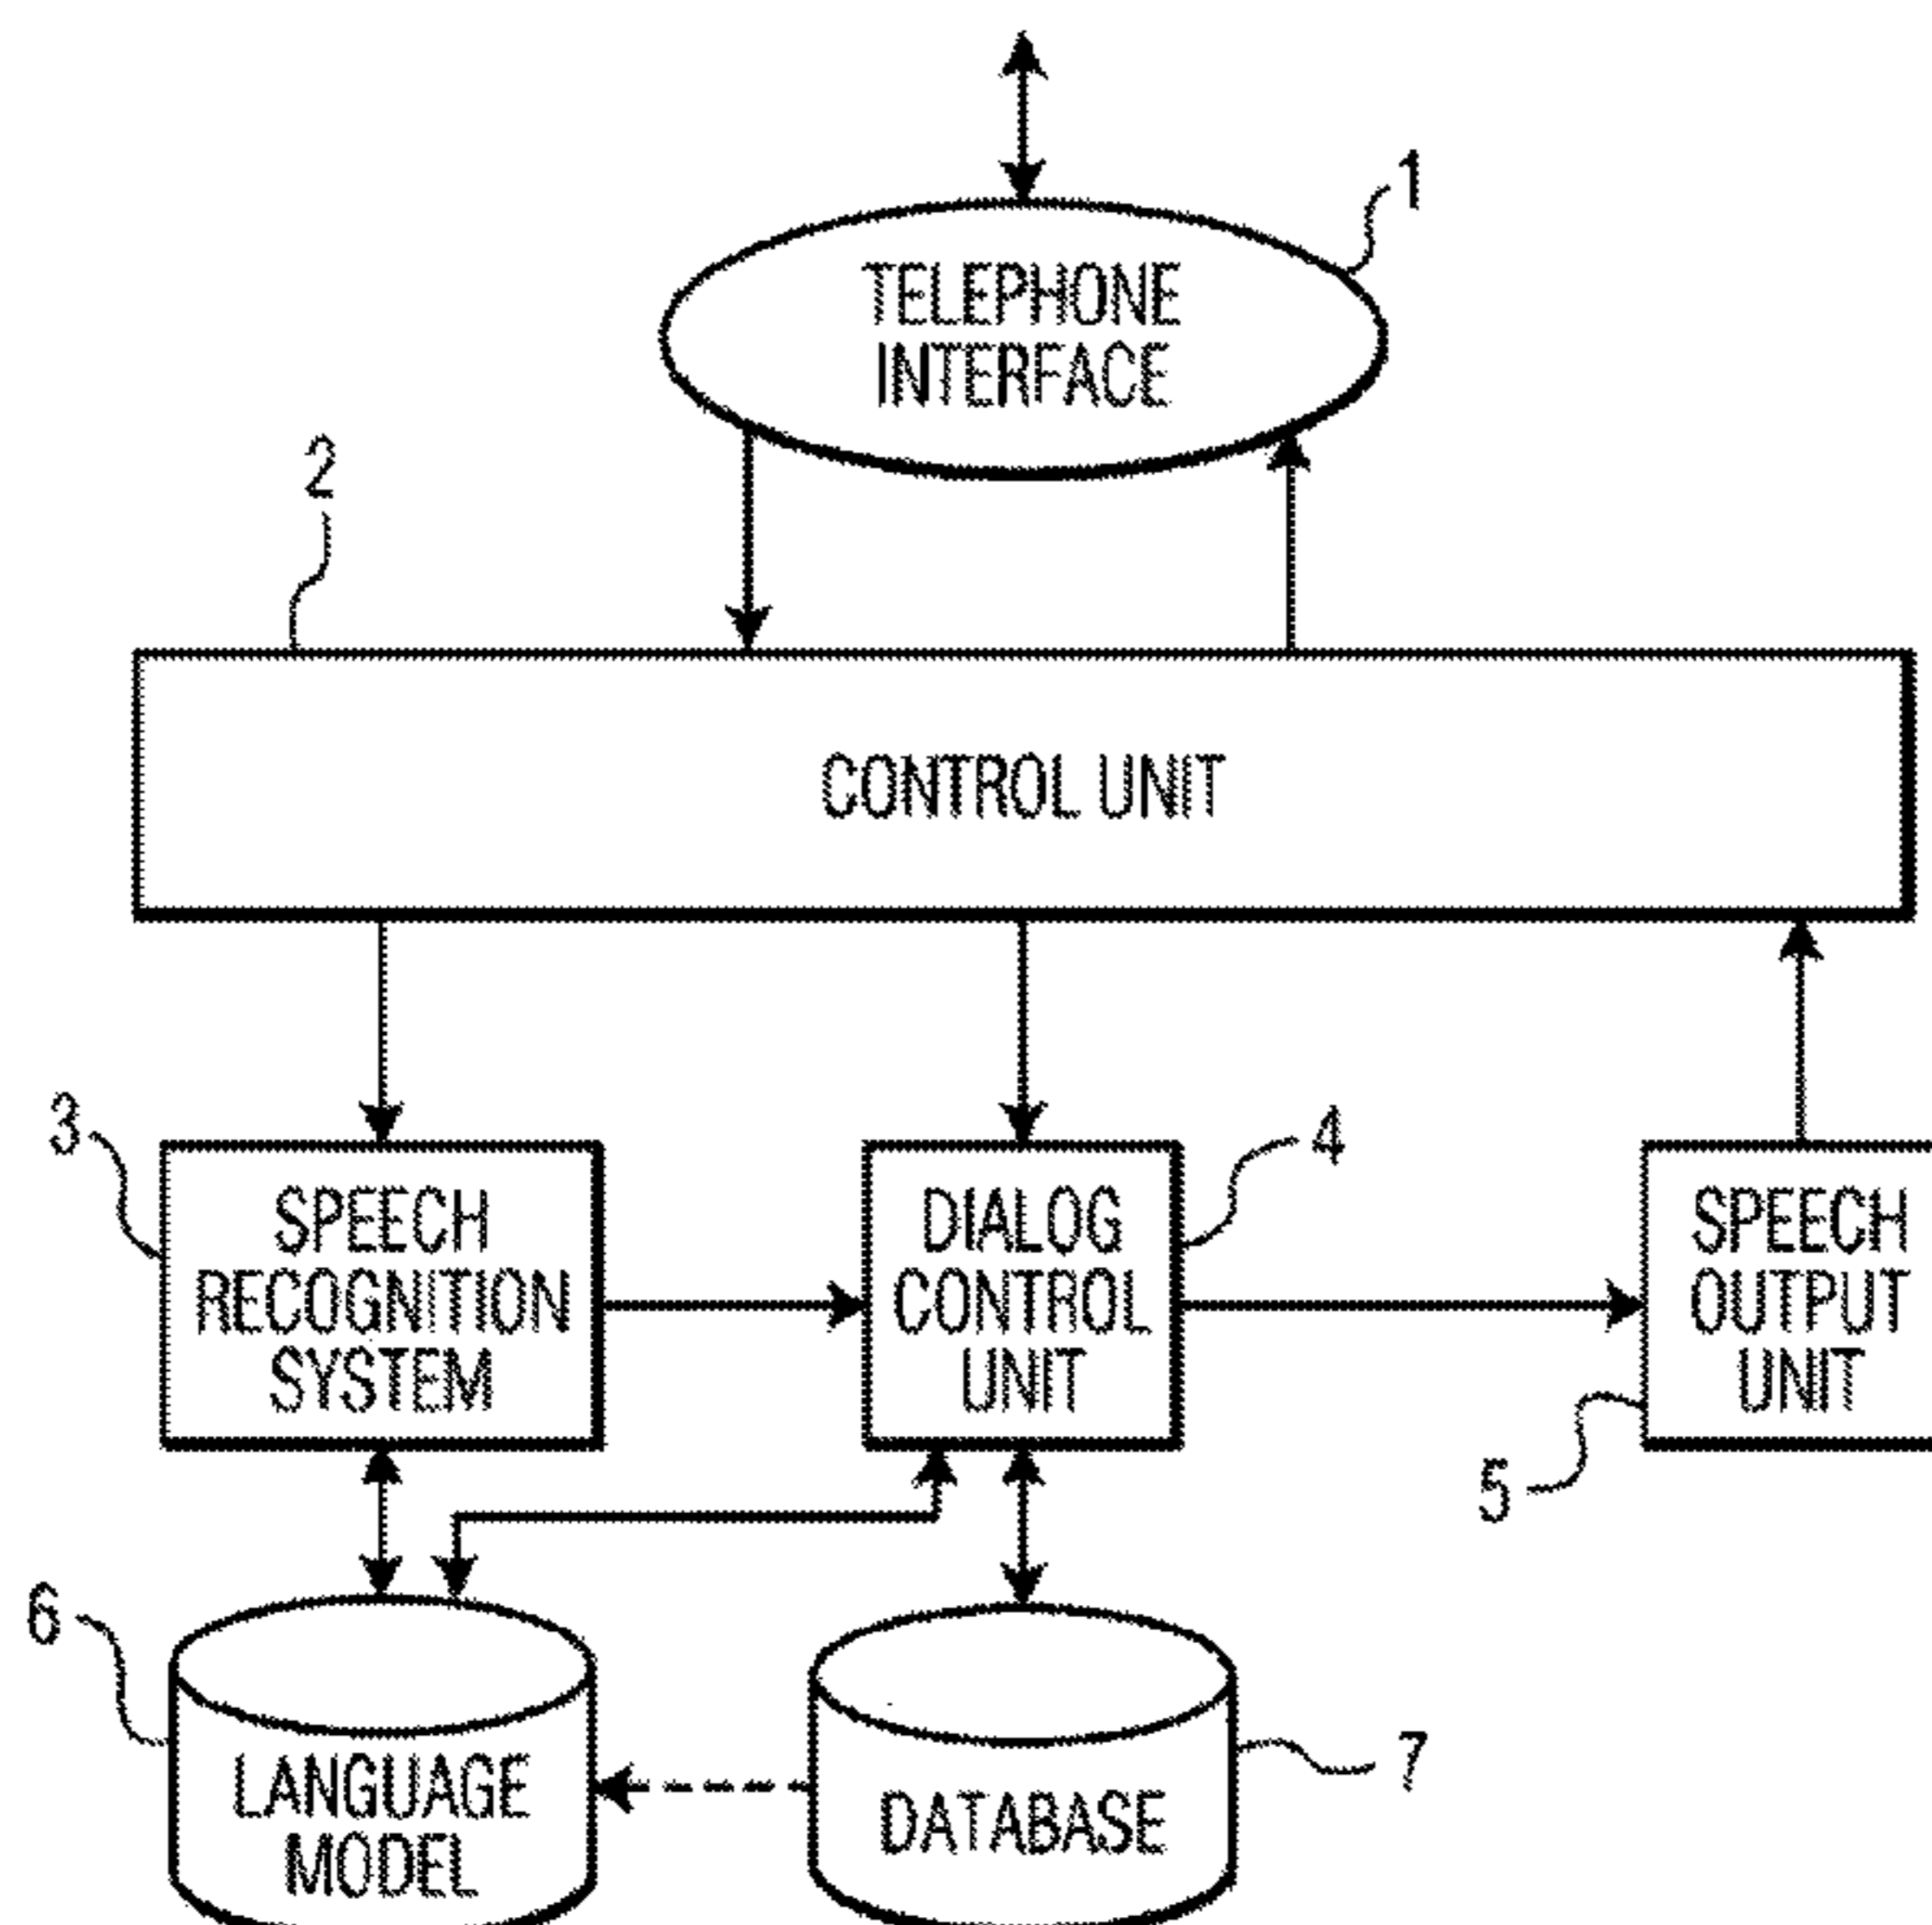 1
TELEPHONE
INTERFACE
2
CONTROL UNIT
3
SPEECH
RECOGNITION
SYSTEM
4
DIALOG
CONTROL
UNIT
SPEECH
OUTPUT
UNIT
5
6
LANGUAGE
MODEL
DATABASE
7